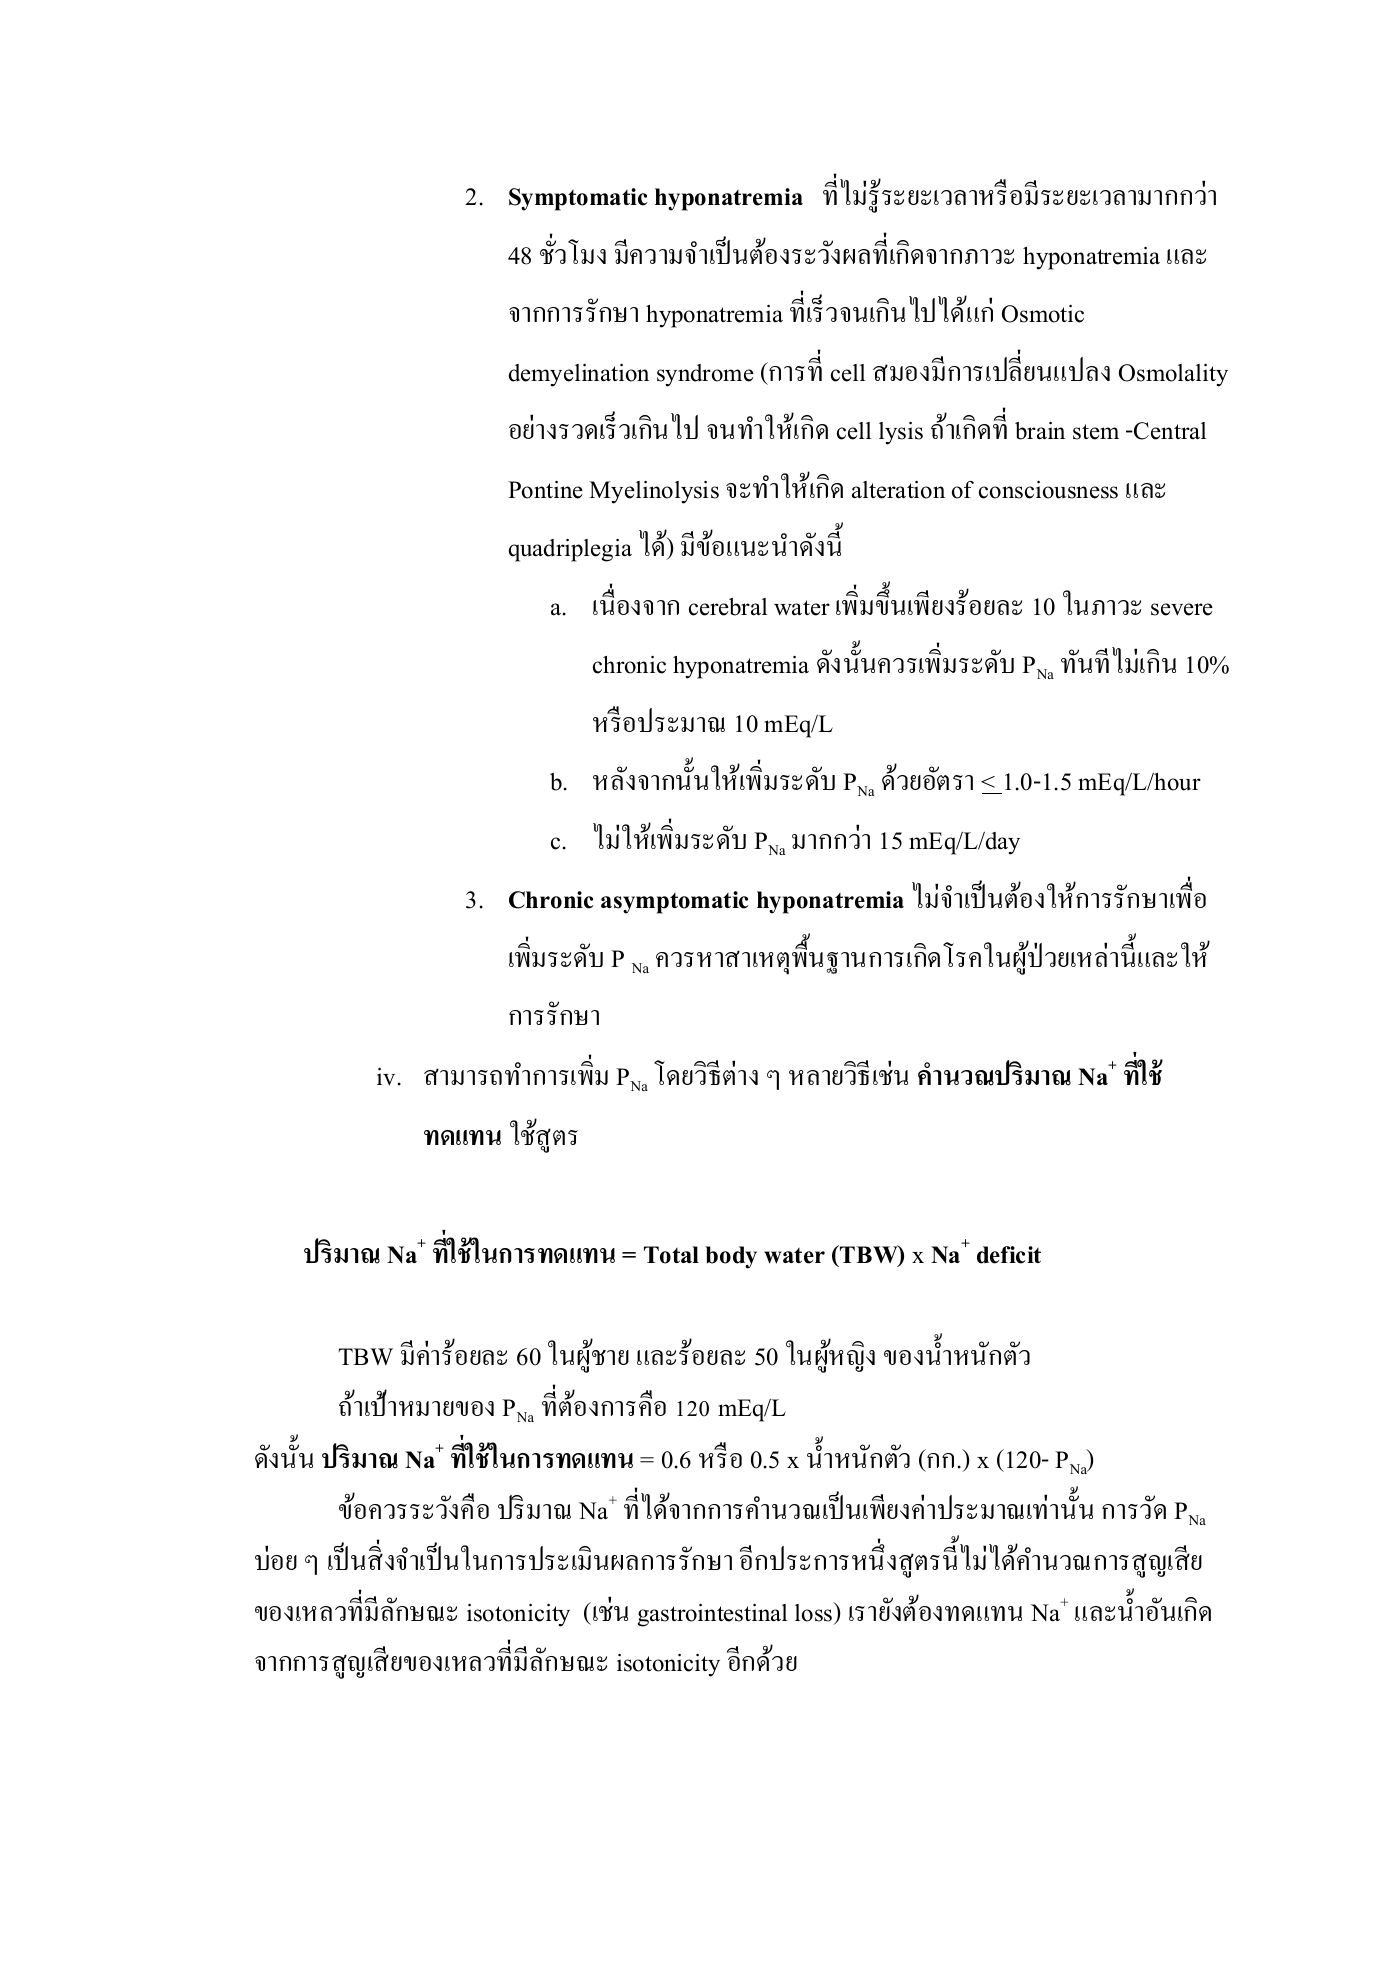 2. Symptomatic hyponatremia ที่ไม่รู้ระยะเวลาหรือมีระยะเวลามากกว่า
48 ชั่วโมง มีความจำเป็นต้องระวังผลที่เกิดจากภาวะ hyponatremia และ
จากการรักษา hyponatremia ที่เร็วจนเกินไปได้แก่ Osmotic
demyelination syndrome (การที่ cell สมองมีการเปลี่ยนแปลง Osmolality
อย่างรวดเร็วเกินไป จนทำให้เกิด cell lysis ถ้าเกิดที่ brain stem -Central
Pontine Myelinolysis จะทำให้เกิด alteration of consciousness และ
quadriplegia ได้) มีข้อแนะนำดังนี้
a. เนื่องจาก cerebral water เพิ่มขึ้นเพียงร้อยละ 10 ในภาวะ severe
chronic hyponatremia ดังนั้นควรเพิ่มระดับ PNa ทันทีไม่เกิน 10%
หรือประมาณ 10 mEq/L
b. หลังจากนั้นให้เพิ่มระดับ PNa ด้วยอัตรา < 1.0-1.5 mEq/L/hour
c. ไม่ให้เพิ่มระดับ PNa มากกว่า 15 mEq/L/day
3. Chronic asymptomatic hyponatremia ไม่จำเป็นต้องให้การรักษาเพื่อ
เพิ่มระดับ P Na ควรหาสาเหตุพื้นฐานการเกิดโรคในผู้ป่วยเหล่านี้และให้
การรักษา
iv. สามารถทำการเพิ่ม PNa โดยวิธีต่าง ๆ หลายวิธีเช่น คำนวณปริมาณ Na+ ที่ใช้
ทดแทน ใช้สูตร
ปริมาณ Na+ ที่ใช้ในการทดแทน = Total body water (TBW) x Na+ deficit
TBW มีค่าร้อยละ 60 ในผู้ชาย และร้อยละ 50 ในผู้หญิง ของน้ำหนักตัว
ถ้าเป้าหมายของ PNa ที่ต้องการคือ 120 mEq/L
ดังนั้น ปริมาณ Na+ ที่ใช้ในการทดแทน = 0.6 หรือ 0.5 x น้ำหนักตัว (กก.) x (120- PNa)
ข้อควรระวังคือ ปริมาณ Na+ ที่ได้จากการคำนวณเป็นเพียงค่าประมาณเท่านั้น การวัด PNa
บ่อย ๆ เป็นสิ่งจำเป็นในการประเมินผลการรักษา อีกประการหนึ่งสูตรนี้ไม่ได้คำนวณการสูญเสีย
ของเหลวที่มีลักษณะ isotonicity (เช่น gastrointestinal loss) เรายังต้องทดแทน Na+ และน้ำอันเกิด
จากการสูญเสียของเหลวที่มีลักษณะ isotonicity อีกด้วย